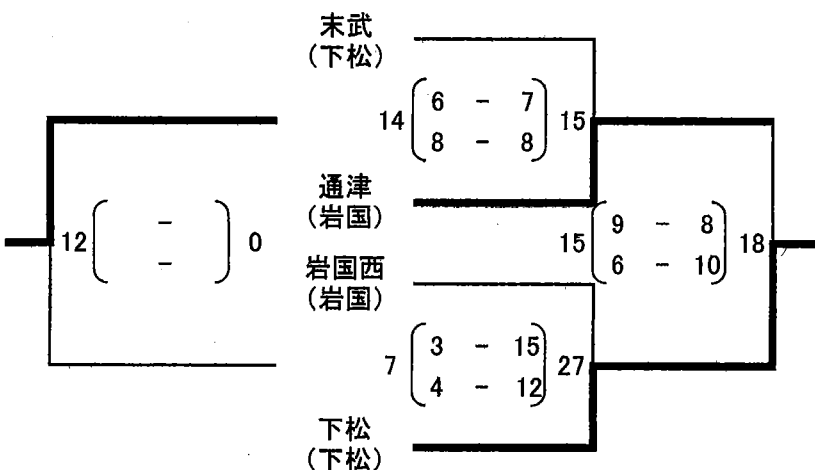 末武
(下松)
14 6 - 7 15
8 - 8
通津
(岩国)
12 - 0
-
15 9 - 8 18
6 - 10
岩国西
(岩国)
7 3 - 15 27
4 - 12
下松
(下松)